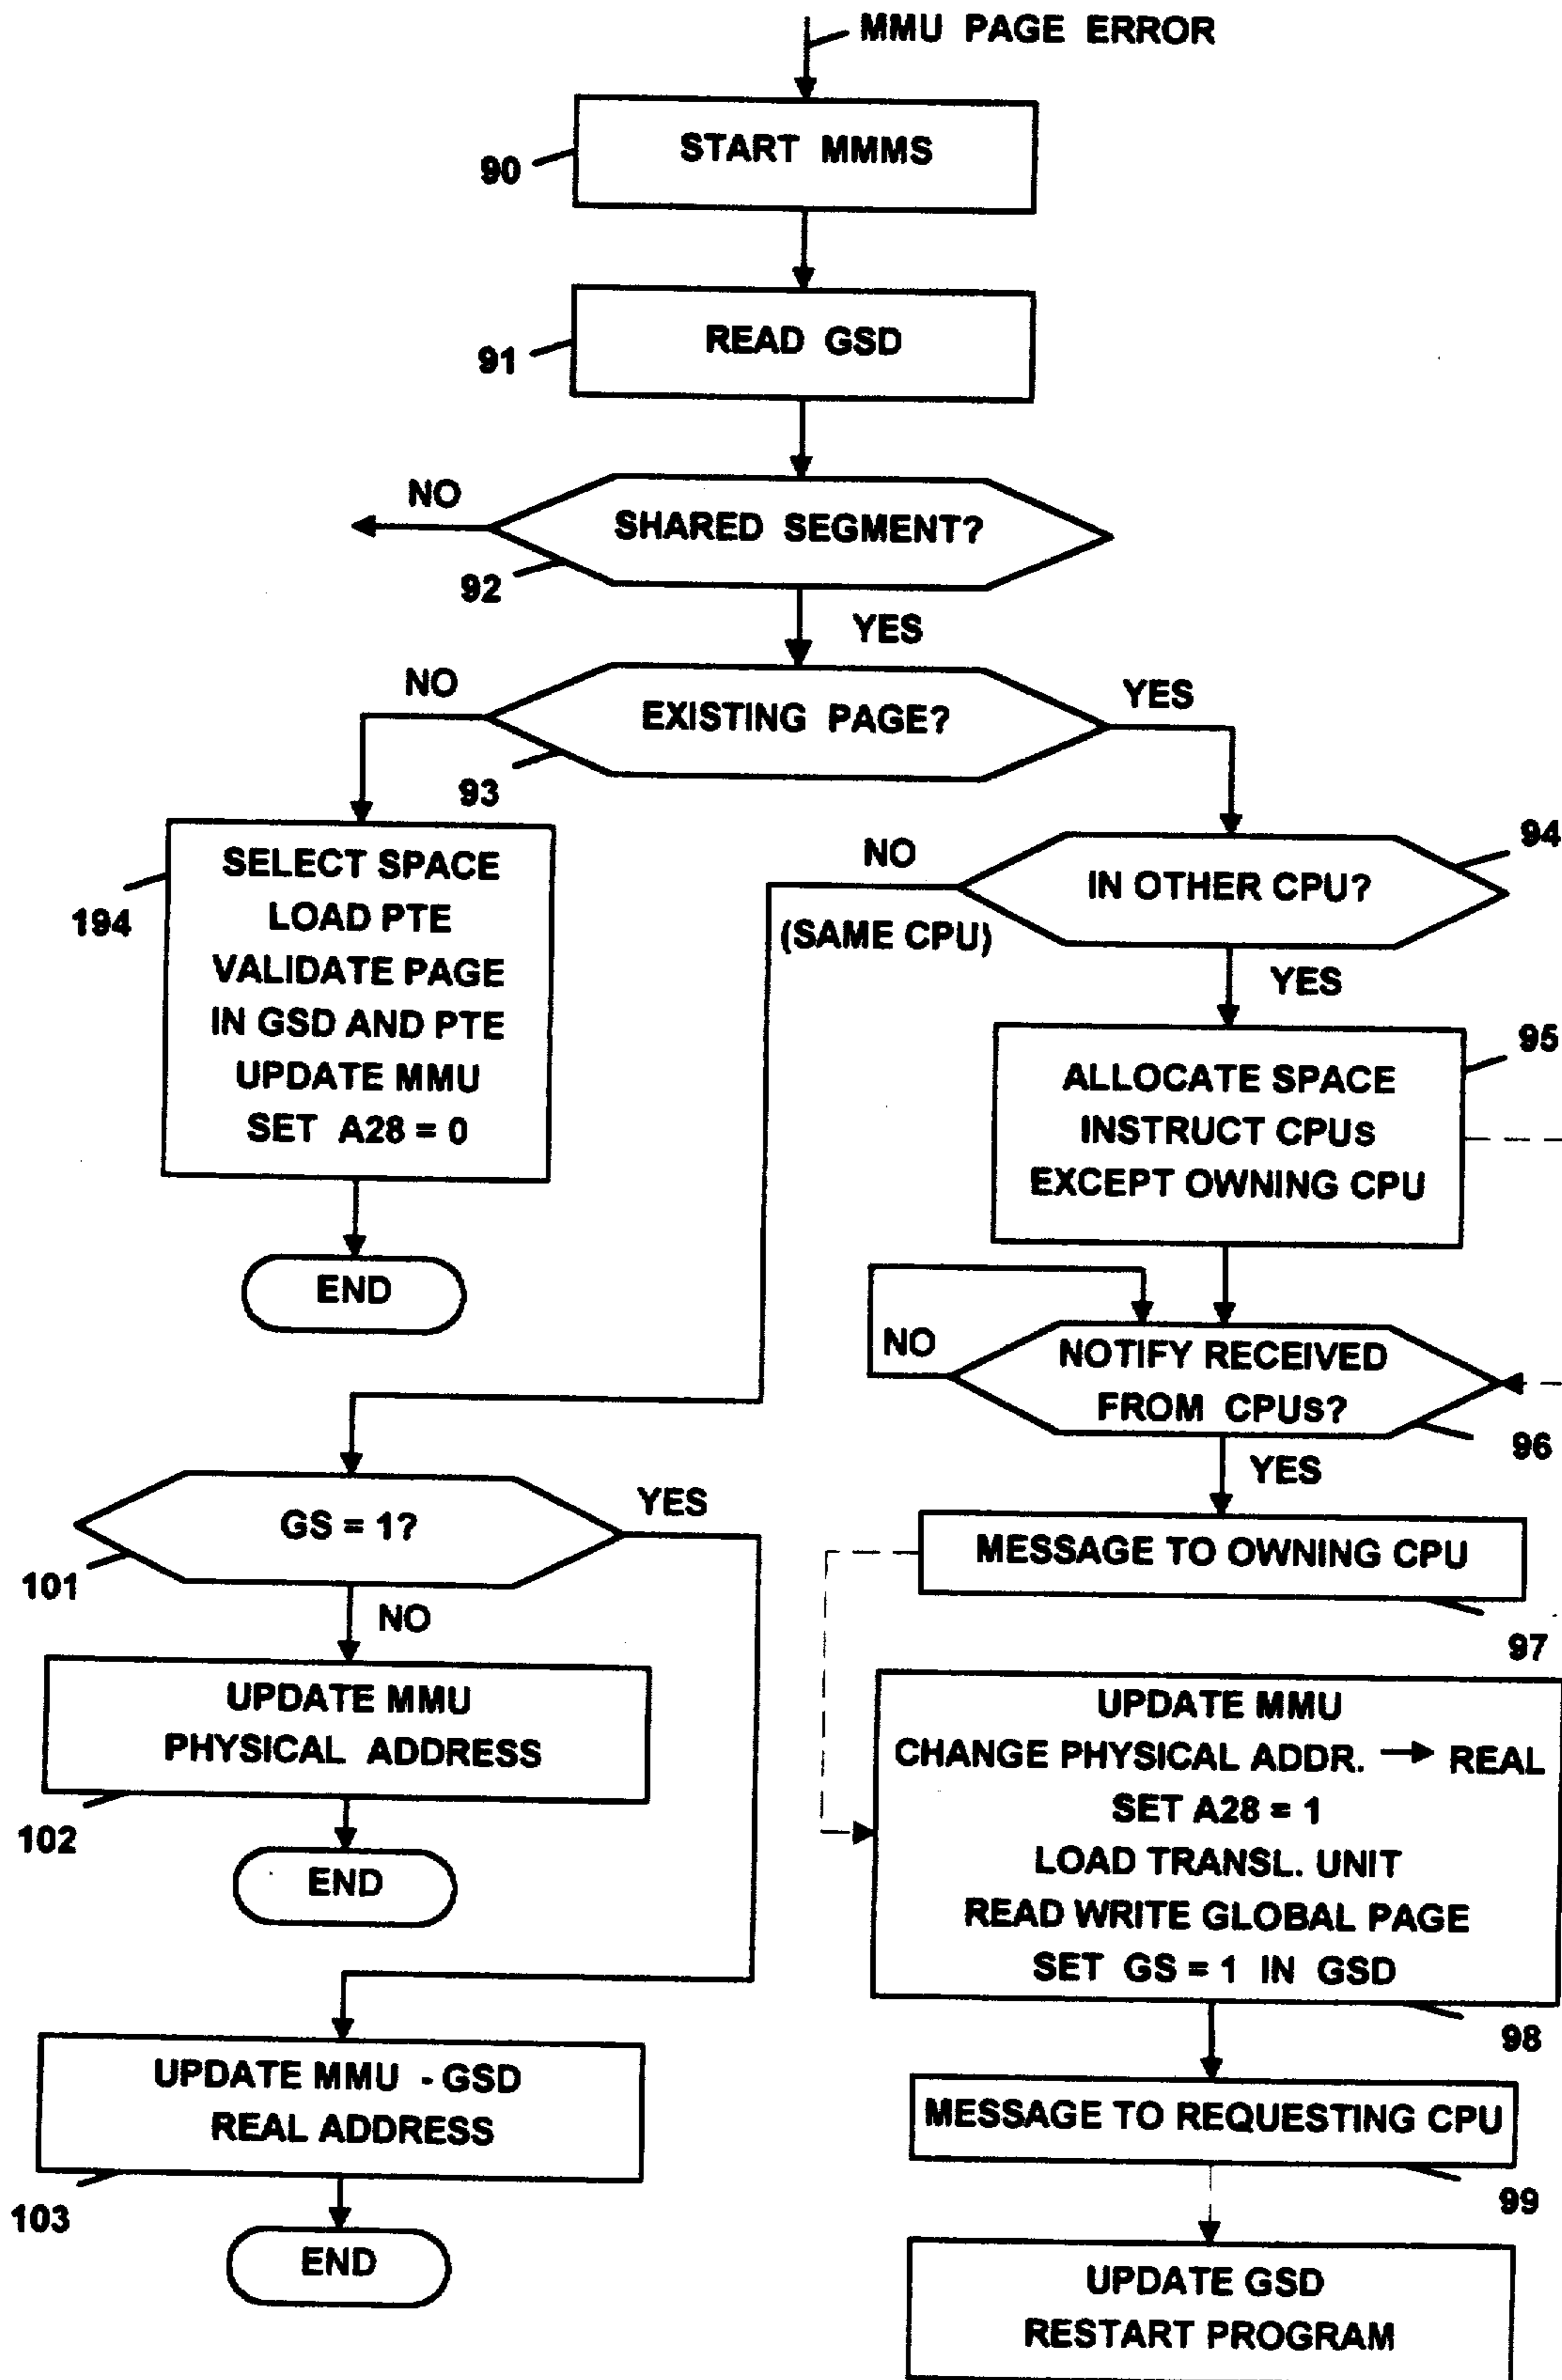 MMU PAGE ERROR
START MMMS
90
READ GSD
91
NO
SHARED SEGMENT?
92
YES
NO
EXISTING PAGE?
YES
93
SELECT SPACE
LOAD PTE
VALIDATE PAGE
IN GSD AND PTE
UPDATE MMU
SET A28 = 0
194
END
94
NO
IN OTHER CPU?
(SAME CPU)
YES
95
ALLOCATE SPACE
INSTRUCT CPUs
EXCEPT OWNING CPU
NO
NOTIFY RECEIVED
FROM CPUs?
96
YES
MESSAGE TO OWNING CPU
97
GS = 1?
YES
101
NO
UPDATE MMU
PHYSICAL ADDRESS
102
END
UPDATE MMU
CHANGE PHYSICAL ADDR. → REAL
SET A28 = 1
LOAD TRANSL. UNIT
READ WRITE GLOBAL PAGE
SET GS = 1 IN GSD
98
UPDATE MMU - GSD
REAL ADDRESS
103
END
MESSAGE TO REQUESTING CPU
99
UPDATE GSD
RESTART PROGRAM